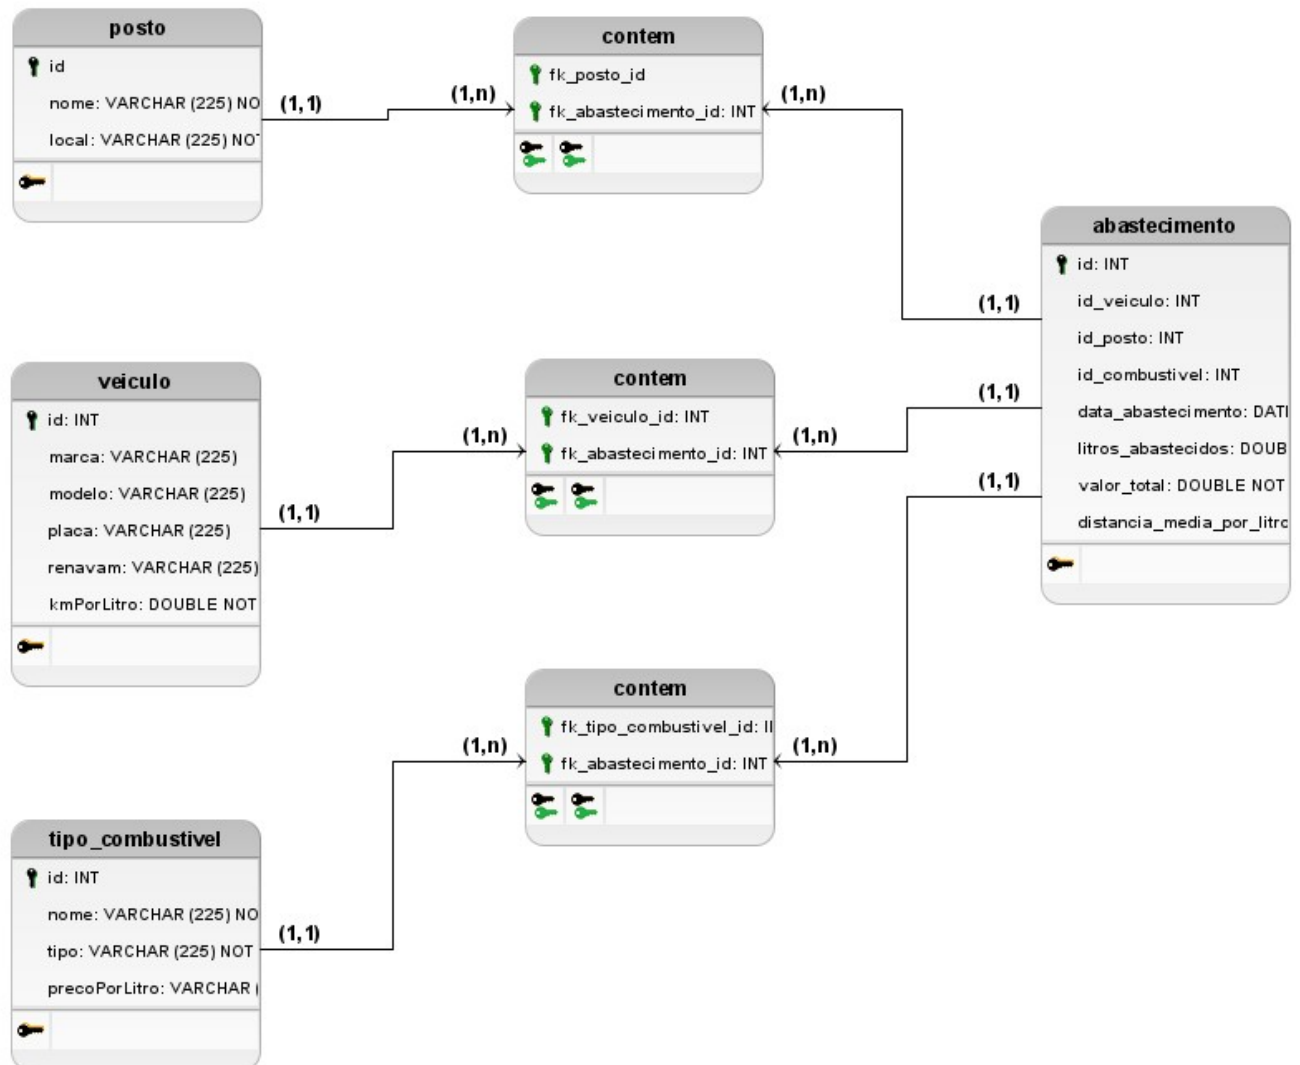 posto
id
nome: VARCHAR (225) NO
local: VARCHAR (225) NO
(1,1)
(1,n)
contem
fk_posto_id
fk_abastecimento_id: INT
(1,n)
abastecimento
id: INT
id_veiculo: INT
id_posto: INT
id_combustivel: INT
data_abastecimento: DAT
litros_abastecidos: DOUB
valor_total: DOUBLE NOT
distancia_media_por_litro
(1,1)
(1,1)
(1,1)
veiculo
id: INT
marca: VARCHAR (225)
modelo: VARCHAR (225)
placa: VARCHAR (225)
renavam: VARCHAR (225)
kmPorLitro: DOUBLE NOT
(1,1)
(1,n)
contem
fk_veiculo_id: INT
fk_abastecimento_id: INT
(1,n)
contem
fk_tipo_combustivel_id: I
fk_abastecimento_id: INT
(1,n)
(1,n)
tipo_combustivel
id: INT
nome: VARCHAR (225) NO
tipo: VARCHAR (225) NOT
precoPorLitro: VARCHAR (
(1,1)